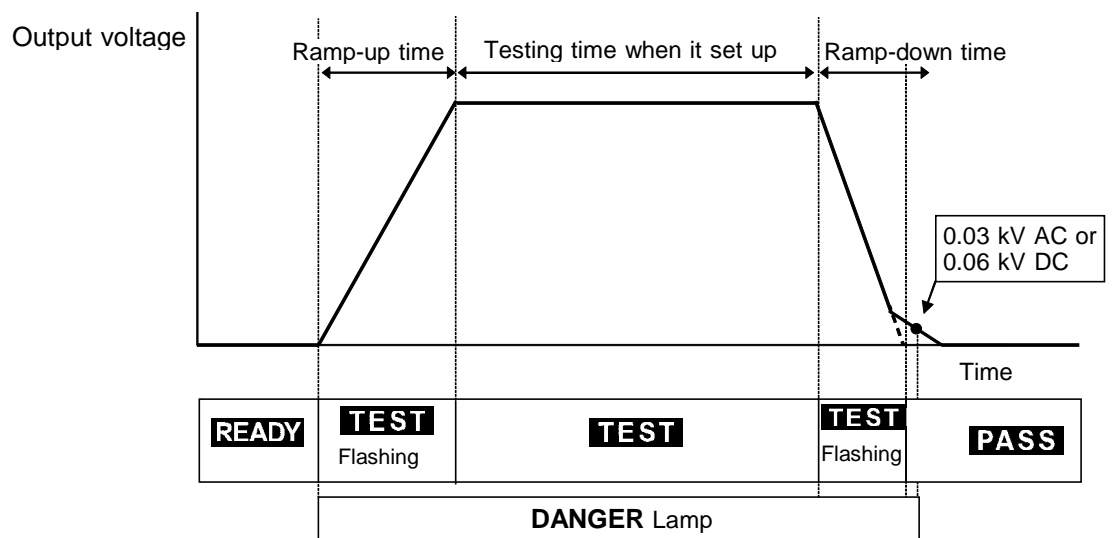 Output voltage
Ramp-up time
Testing time when it set up
Ramp-down time
0.03 kV AC or
0.06 kV DC
Time
READY
TEST
Flashing
TEST
TEST
Flashing
PASS
DANGER Lamp